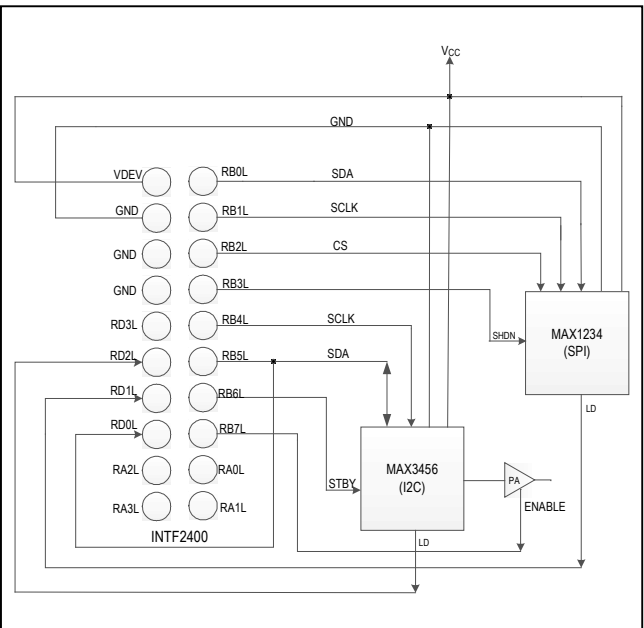 VCC
GND
VDEV RB0L SDA
GND RB1L SCLK
GND RB2L CS
GND RB3L
RD3L RB4L SCLK
SHDN MAX1234
(SPI)
RD2L RB5L SDA
RD1L RB6L
LD
RD0L RB7L
RA2L RA0L
MAX3456
(I2C)
STBY
PA
RA3L RA1L
ENABLE
INTF2400
LD